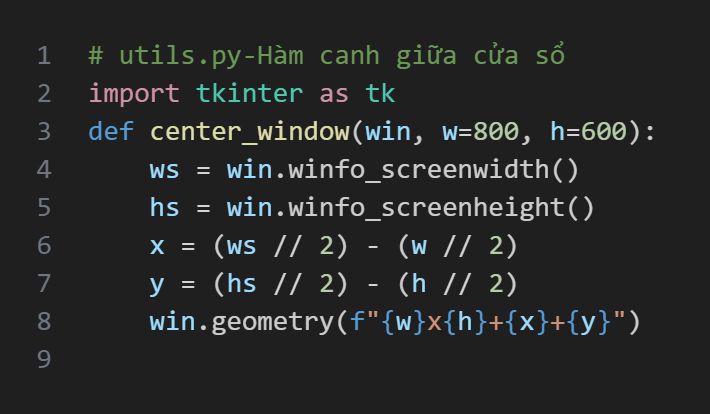 1 # utils.py-Hàm canh giữa cửa sổ
2 import tkinter as tk
3 def center_window(win, w=800, h=600):
4     ws = win.winfo_screenwidth()
5     hs = win.winfo_screenheight()
6     x = (ws // 2) - (w // 2)
7     y = (hs // 2) - (h // 2)
8     win.geometry(f"{w}x{h}+{x}+{y}")
9